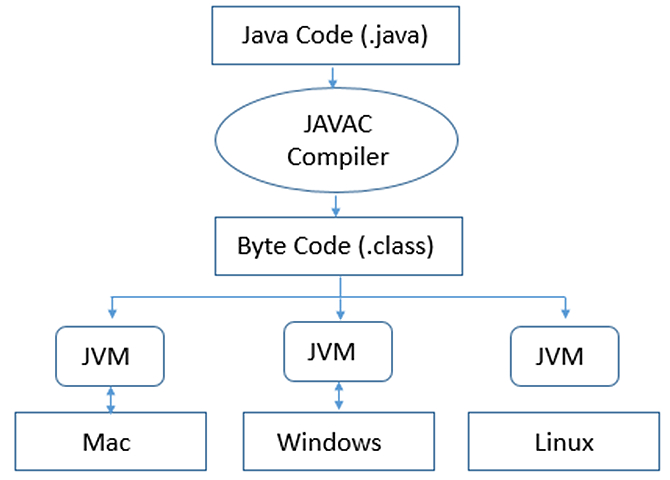 Java Code (.java)
JAVAC
Compiler
Byte Code (.class)
JVM
JVM
JVM
Mac
Windows
Linux